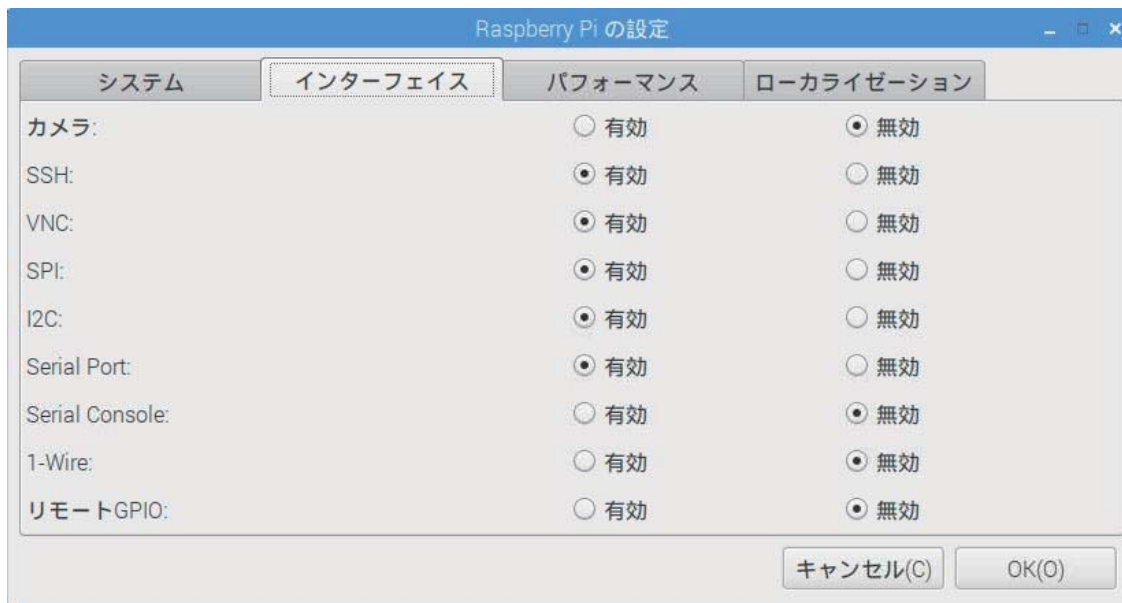 Raspberry Pi の設定
システム インターフェイス パフォーマンス ローカライゼーション
カメラ: 有効 無効
SSH: 有効 無効
VNC: 有効 無効
SPI: 有効 無効
I2C: 有効 無効
Serial Port: 有効 無効
Serial Console: 有効 無効
1-Wire: 有効 無効
リモートGPIO: 有効 無効
キャンセル(C) OK(O)